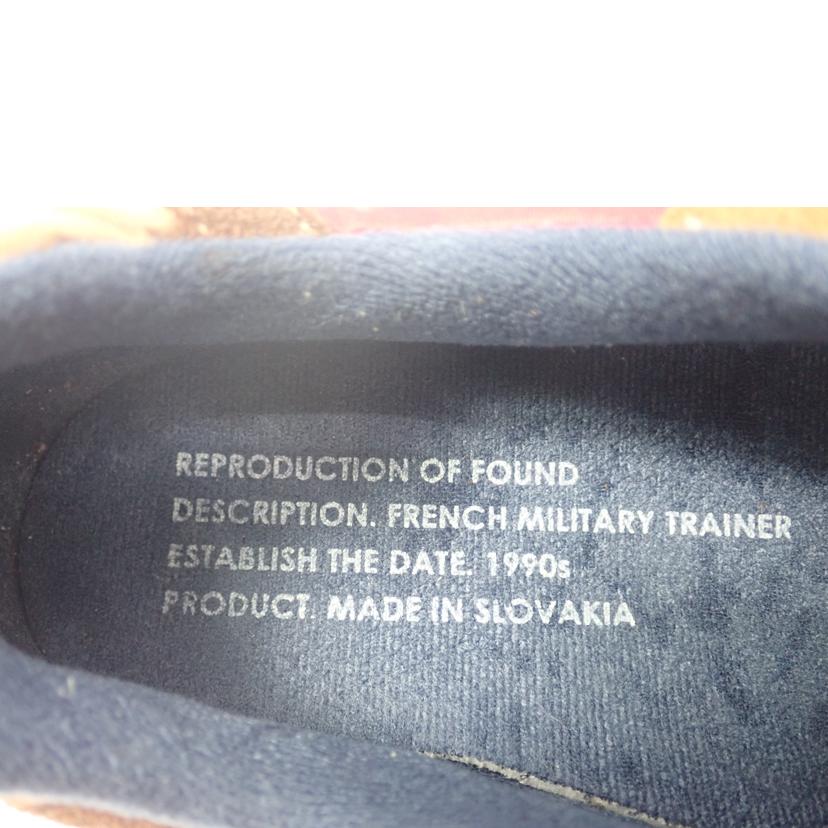 REPRODUCTION OF FOUND
DESCRIPTION. FRENCH MILITARY TRAINER
ESTABLISH THE DATE. 1990s
PRODUCT. MADE IN SLOVAKIA